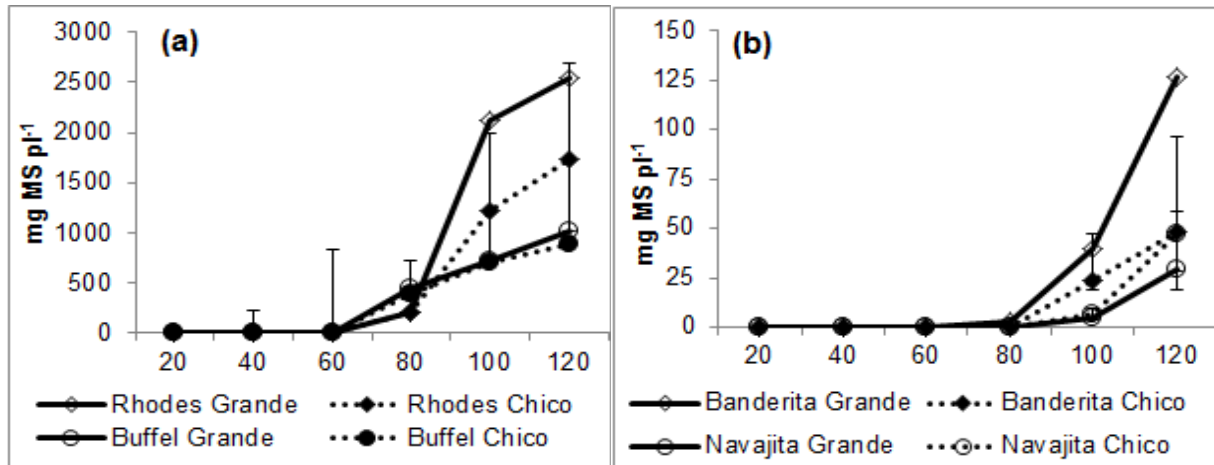 (a)
mg MS pl-1
3000
2500
2000
1500
1000
500
0
20 40 60 80 100 120
Rhodes Grande Rhodes Chico
Buffel Grande Buffel Chico
(b)
mg MS pl-1
150
125
100
75
50
25
0
20 40 60 80 100 120
Banderita Grande Banderita Chico
Navajita Grande Navajita Chico